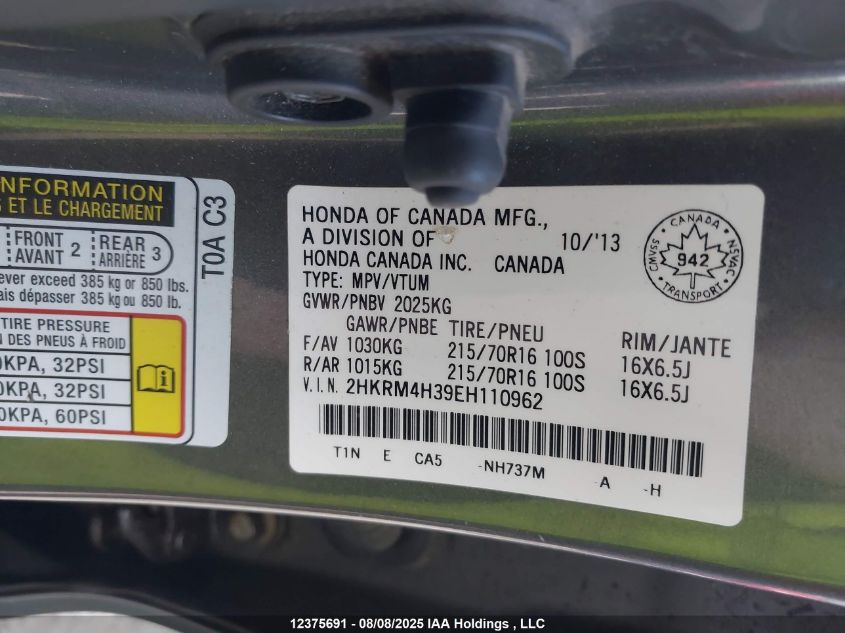 NFORMATION
ET LE CHARGEMENT
FRONT
AVANT 2
REAR
ARRIÈRE 3
ever exceed 385 kg or 850 lbs.
ais dépasser 385 kg ou 850 lb.
TIRE PRESSURE
N DES PNEUS À FROID
0KPA, 32PSI
0KPA, 32PSI
0KPA, 60PSI
T0A C3
HONDA OF CANADA MFG.,
A DIVISION OF 10/'13
HONDA CANADA INC. CANADA
TYPE: MPV/VTUM
GVWR/PNBV 2025KG
GAWR/PNBE TIRE/PNEU RIM/JANTE
F/AV 1030KG 215/70R16 100S 16X6.5J
R/AR 1015KG 215/70R16 100S 16X6.5J
V.I.N. 2HKRM4H39EH110962
T1N E CA5 -NH737M -A -H
CANADA
CMVSS
942
NSVAC
TRANSPORT
12375691 - 08/08/2025 IAA Holdings , LLC